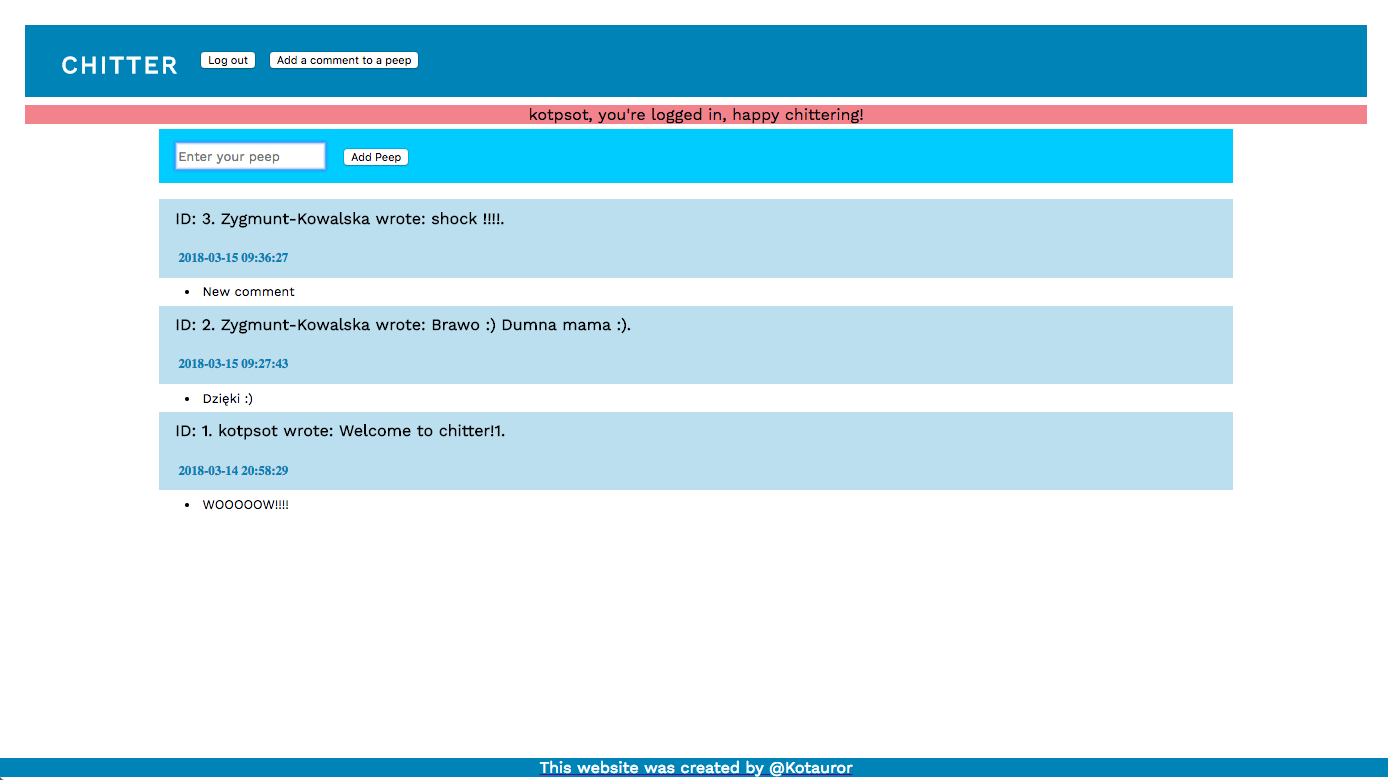 CHITTER
Log out
Add a comment to a peep
kotpsot, you're logged in, happy chittering!
Enter your peep
Add Peep
ID: 3. Zygmunt-Kowalska wrote: shock !!!!.
2018-03-15 09:36:27
• New comment
ID: 2. Zygmunt-Kowalska wrote: Brawo :) Dumna mama :).
2018-03-15 09:27:43
• Dzięki :)
ID: 1. kotpsot wrote: Welcome to chitter!1.
2018-03-14 20:58:29
• WOOOOOW!!!!
This website was created by @Kotauror